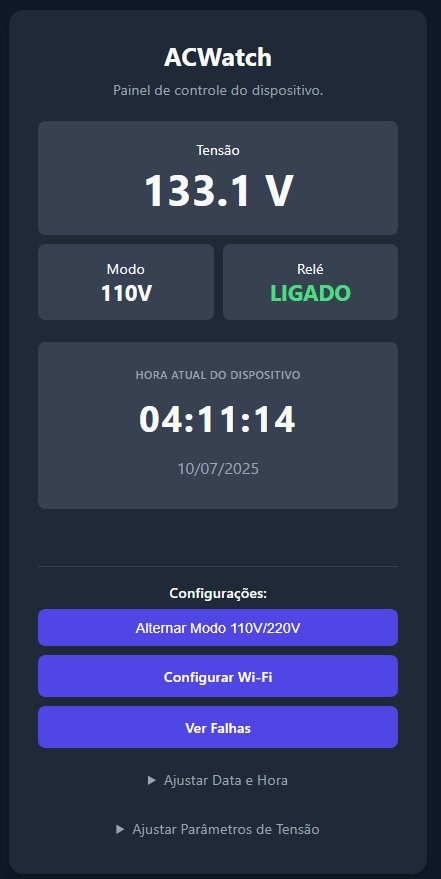 ACWatch
Painel de controle do dispositivo.
Tensão
133.1 V
Modo
110V
Relé
LIGADO
HORA ATUAL DO DISPOSITIVO
04:11:14
10/07/2025
Configurações:
Alternar Modo 110V/220V
Configurar Wi-Fi
Ver Falhas
▶ Ajustar Data e Hora
▶ Ajustar Parâmetros de Tensão